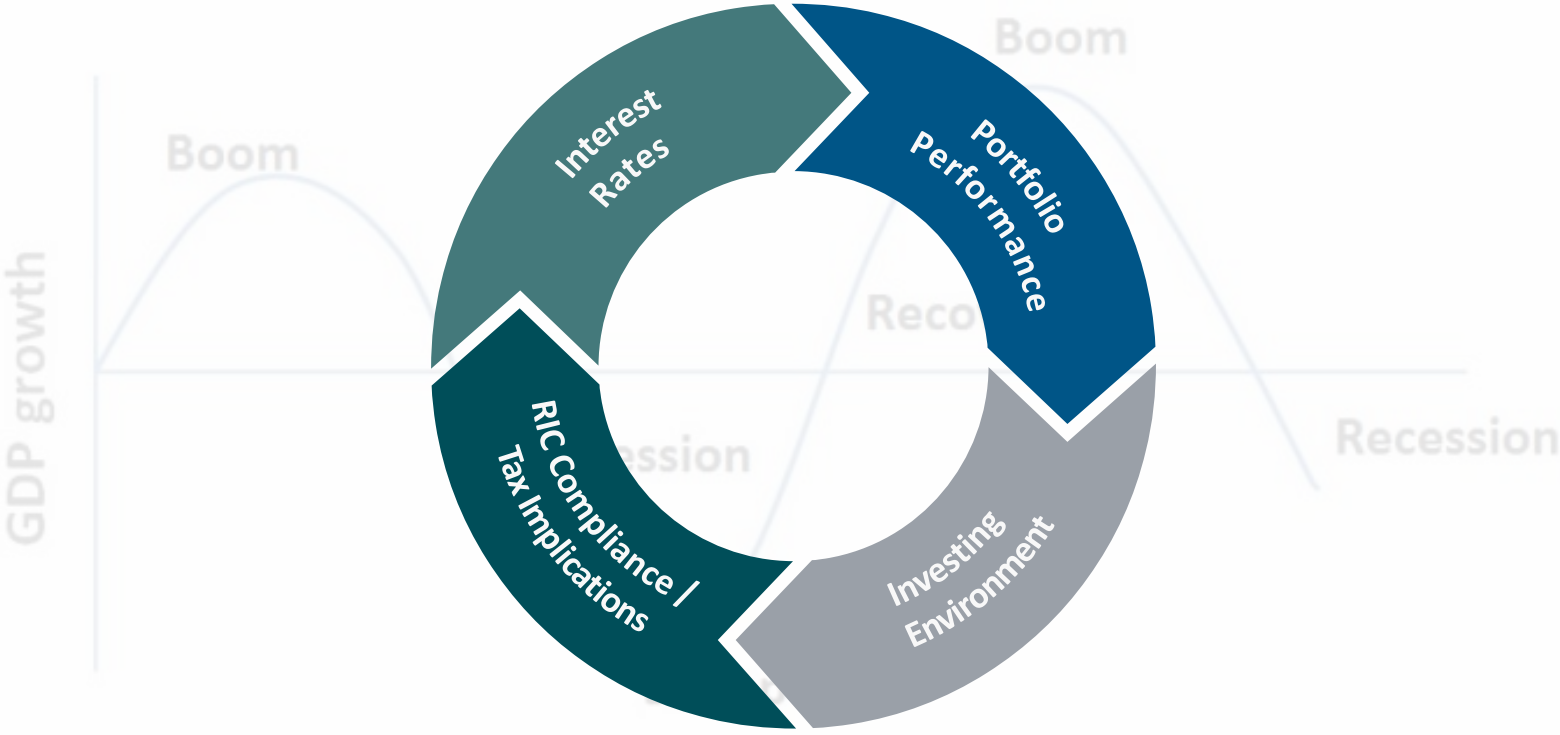 Boom
Boom
Interest
Rates
Portfolio
Performance
GDP growth
Recession
RIC Compliance /
Tax Implications
Investing
Environment